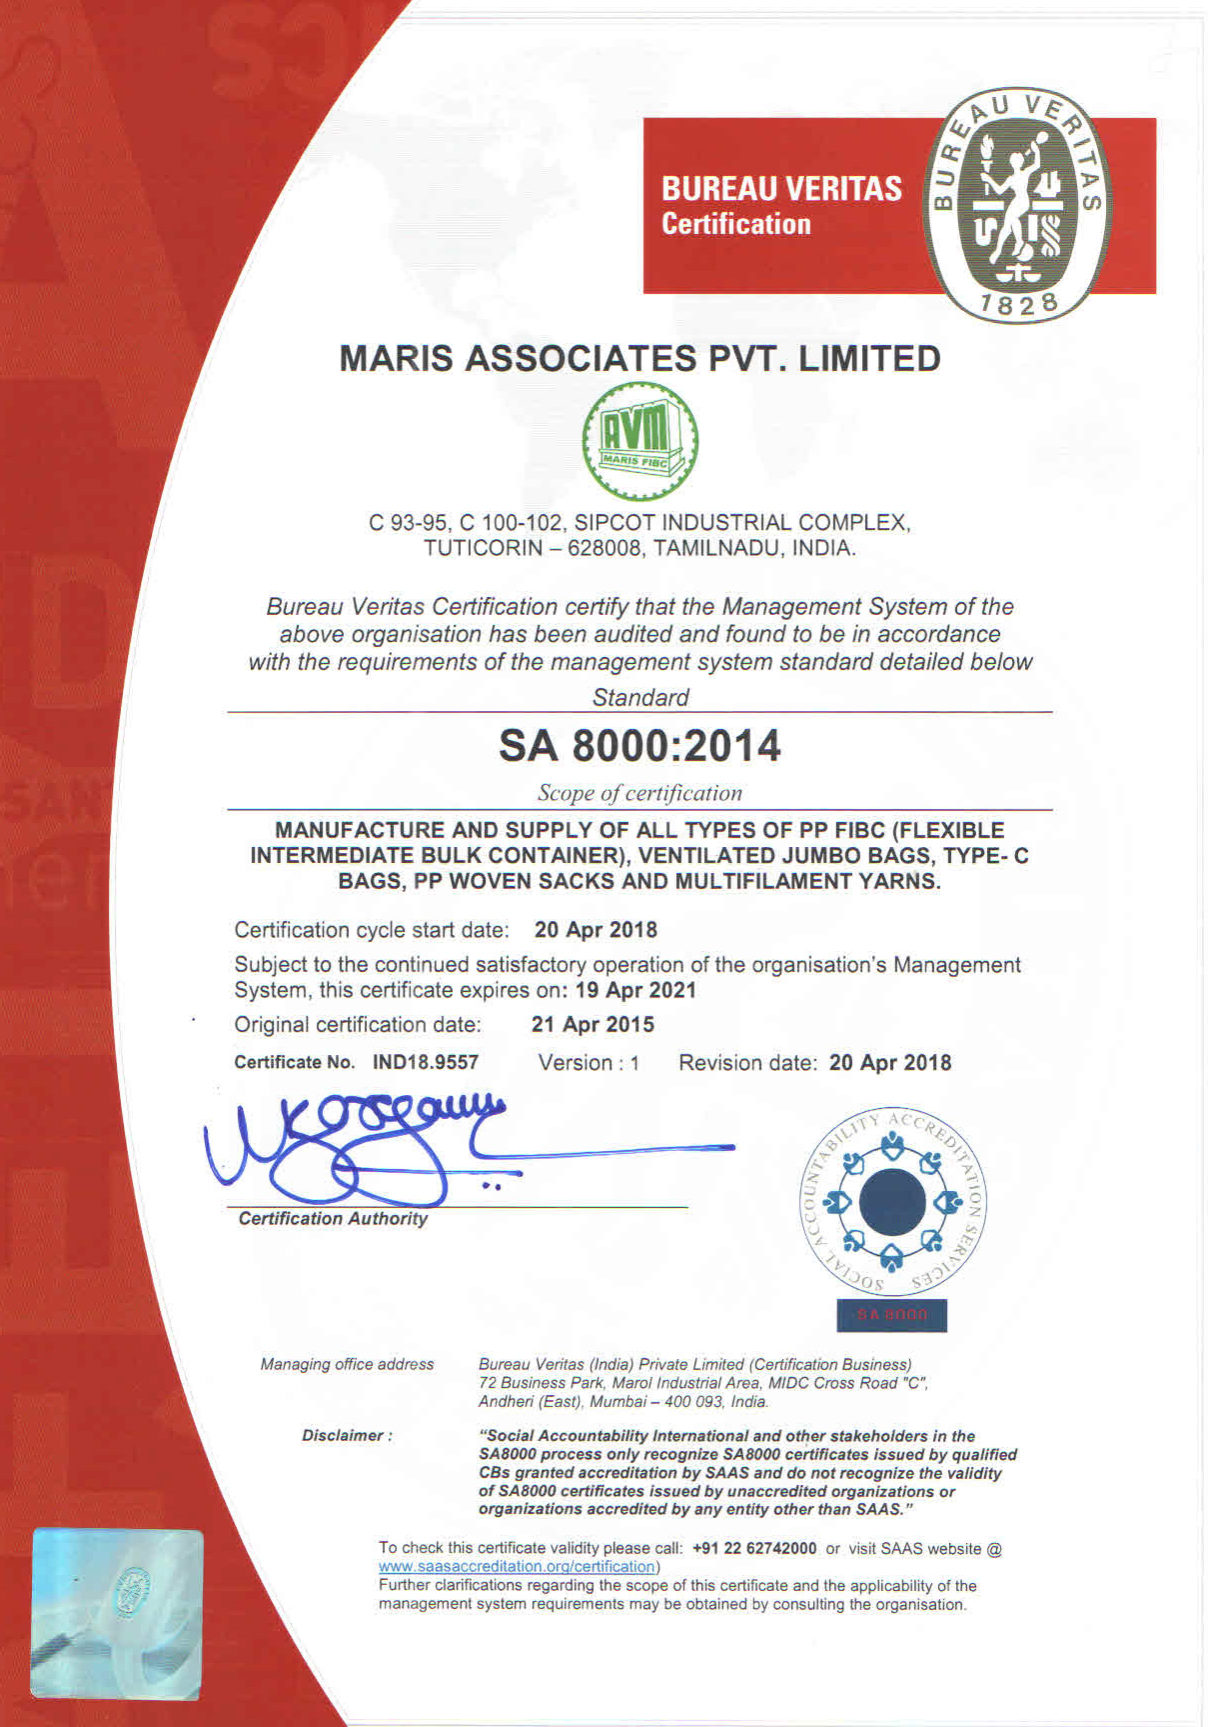 BUREAU VERITAS
Certification
BUREAU VERITAS
1828
MARIS ASSOCIATES PVT. LIMITED
AVM
MARIS FIBC
C 93-95, C 100-102, SIPCOT INDUSTRIAL COMPLEX,
TUTICORIN – 628008, TAMILNADU, INDIA.
Bureau Veritas Certification certify that the Management System of the
above organisation has been audited and found to be in accordance
with the requirements of the management system standard detailed below
Standard
SA 8000:2014
Scope of certification
MANUFACTURE AND SUPPLY OF ALL TYPES OF PP FIBC (FLEXIBLE
INTERMEDIATE BULK CONTAINER), VENTILATED JUMBO BAGS, TYPE- C
BAGS, PP WOVEN SACKS AND MULTIFILAMENT YARNS.
Certification cycle start date: 20 Apr 2018
Subject to the continued satisfactory operation of the organisation's Management
System, this certificate expires on: 19 Apr 2021
Original certification date: 21 Apr 2015
Certificate No. IND18.9557 Version : 1 Revision date: 20 Apr 2018
Certification Authority
SOCIAL ACCOUNTABILITY ACCREDITATION SERVICES
SA 8000
Managing office address
Bureau Veritas (India) Private Limited (Certification Business)
72 Business Park, Marol Industrial Area, MIDC Cross Road "C",
Andheri (East), Mumbai – 400 093, India.
Disclaimer :
"Social Accountability International and other stakeholders in the
SA8000 process only recognize SA8000 certificates issued by qualified
CBs granted accreditation by SAAS and do not recognize the validity
of SA8000 certificates issued by unaccredited organizations or
organizations accredited by any entity other than SAAS."
To check this certificate validity please call: +91 22 62742000 or visit SAAS website @
www.saasaccreditation.org/certification)
Further clarifications regarding the scope of this certificate and the applicability of the
management system requirements may be obtained by consulting the organisation.